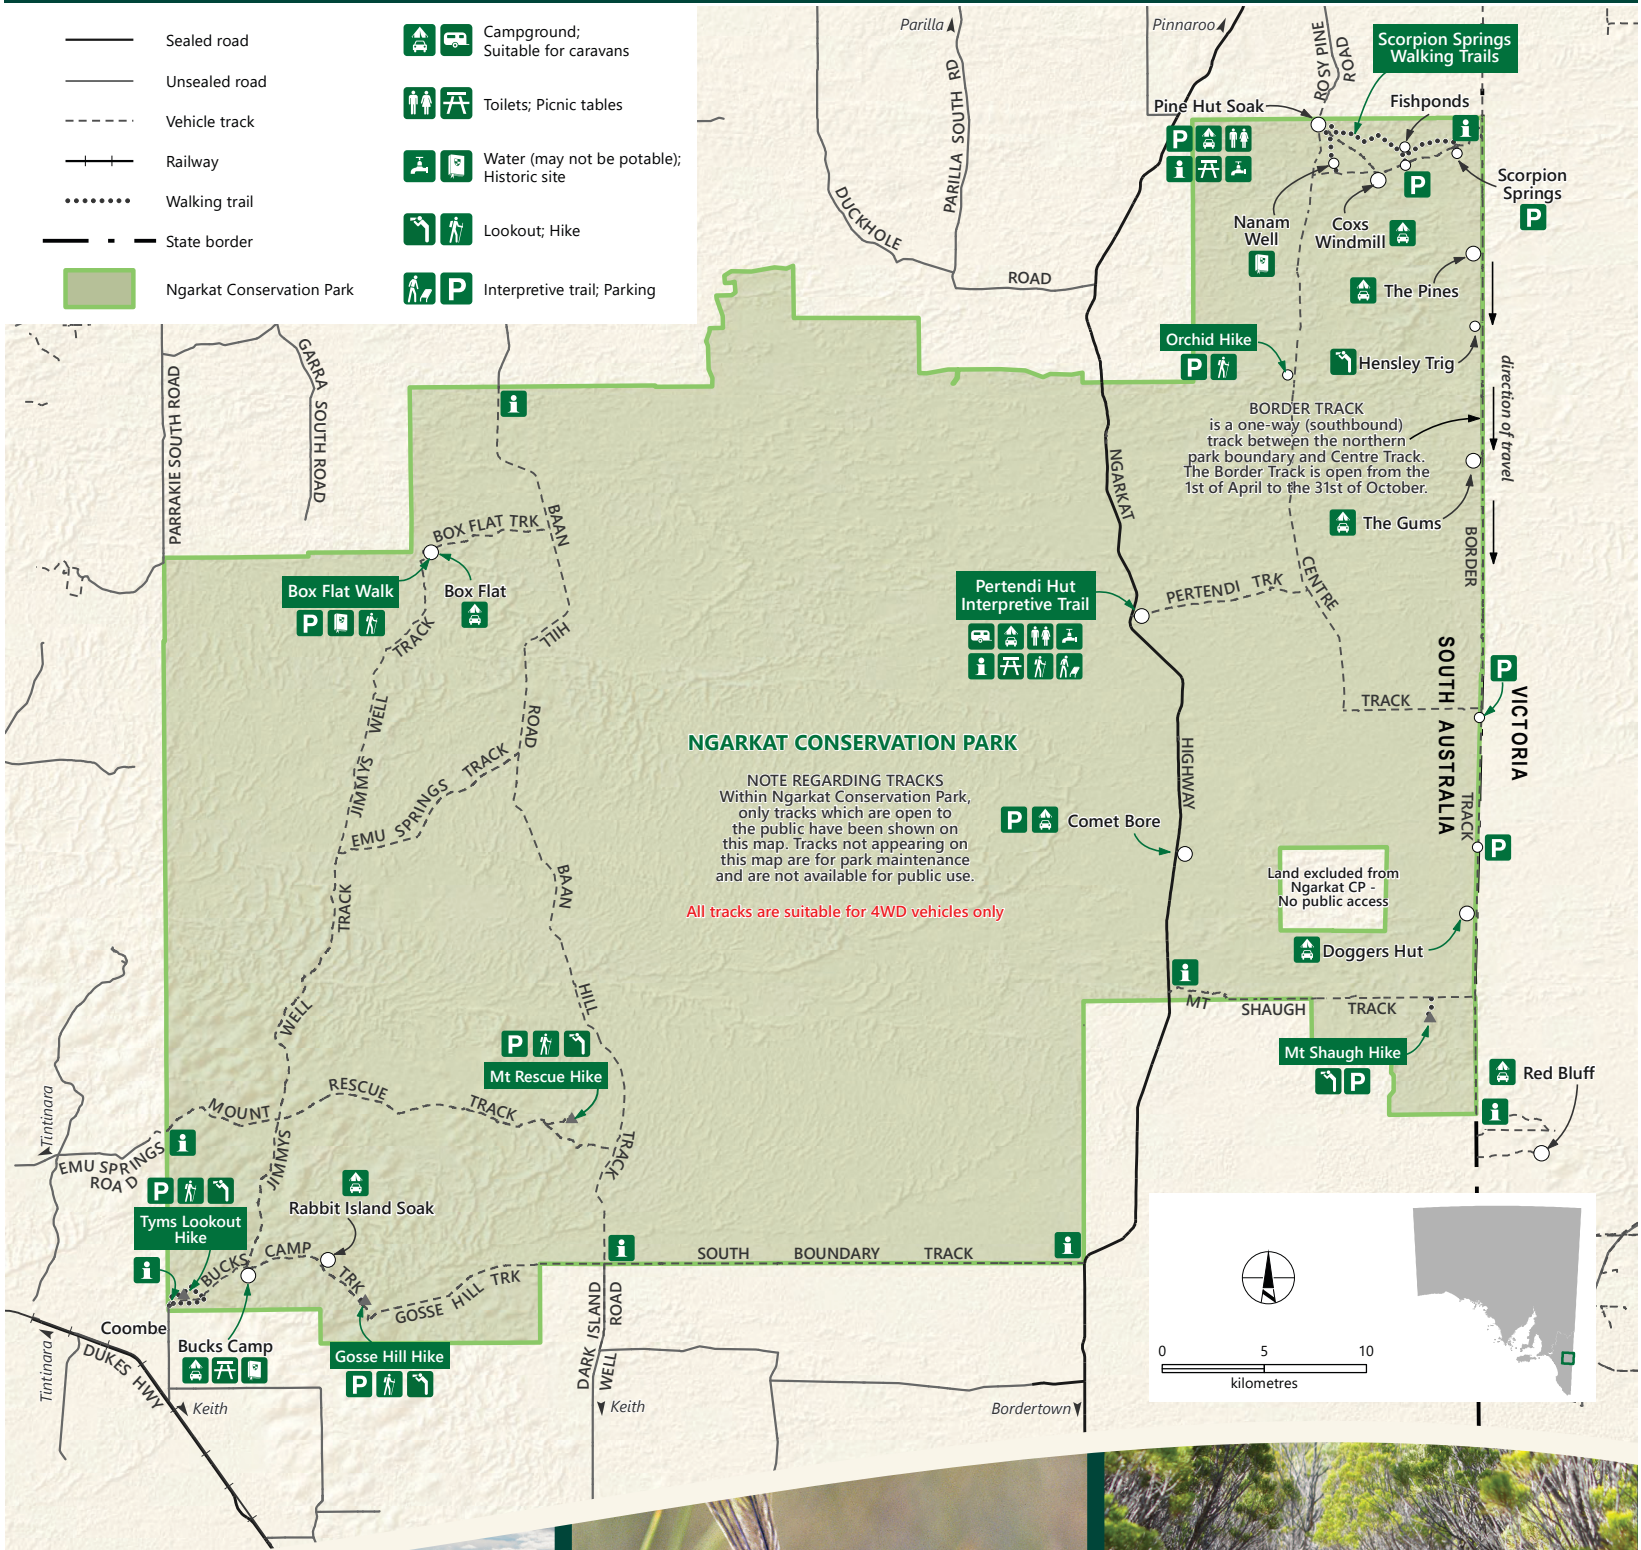 Sealed road
Unsealed road
Vehicle track
Railway
Walking trail
State border
Ngarkat Conservation Park
Campground;
Suitable for caravans
Toilets; Picnic tables
Water (may not be potable);
Historic site
Lookout; Hike
P
Interpretive trail; Parking
Parilla
Pinnaroo
PARILLA SOUTH RD
DUCKHOLE
ROAD
ROSY PINE
ROAD
Scorpion Springs
Walking Trails
Pine Hut Soak
Fishponds
P
i
i
P
Scorpion
Springs
P
Nanam
Well
Coxs
Windmill
The Pines
Orchid Hike
P
Hensley Trig
direction of travel
BORDER TRACK
is a one-way (southbound)
track between the northern
park boundary and Centre Track.
The Border Track is open from the
1st of April to the 31st of October.
The Gums
BORDER
TRACK
PARRAKIE SOUTH ROAD
GARRA
SOUTH ROAD
i
BOX FLAT TRK
BAAN
HILL
ROAD
Box Flat Walk
P
Box Flat
TRACK
WELL
JIMMYS
EMU SPRINGS TRACK
TRACK
WELL
JIMMYS
BAAN
HILL
TRACK
NGARKAT
HIGHWAY
Pertendi Hut
Interpretive Trail
i
PERTENDI TRK
CENTRE
TRACK
P
SOUTH AUSTRALIA
VICTORIA
NGARKAT CONSERVATION PARK
NOTE REGARDING TRACKS
Within Ngarkat Conservation Park,
only tracks which are open to
the public have been shown on
this map. Tracks not appearing on
this map are for park maintenance
and are not available for public use.
All tracks are suitable for 4WD vehicles only
P
Comet Bore
P
Land excluded from
Ngarkat CP -
No public access
Doggers Hut
i
MT SHAUGH TRACK
Mt Shaugh Hike
P
Red Bluff
i
P
Mt Rescue Hike
MOUNT RESCUE TRACK
Tintinara
EMU SPRINGS
ROAD
i
P
Tyms Lookout
Hike
i
Rabbit Island Soak
BUCKS CAMP TRK
GOSSE HILL TRK
i
SOUTH BOUNDARY TRACK
i
Coombe
Bucks Camp
Gosse Hill Hike
P
DARK ISLAND
WELL ROAD
Tintinara
DUKES HWY
Keith
Keith
Bordertown
0 5 10
kilometres